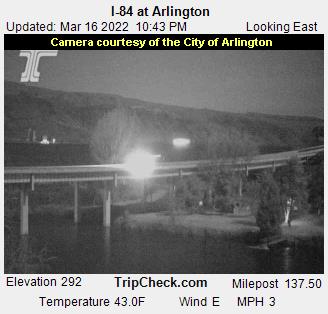 I-84 at Arlington
Updated: Mar 16 2022 10:43 PM Looking East
Camera courtesy of the City of Arlington
Elevation 292 TripCheck.com Milepost 137.50
Temperature 43.0F Wind E MPH 3